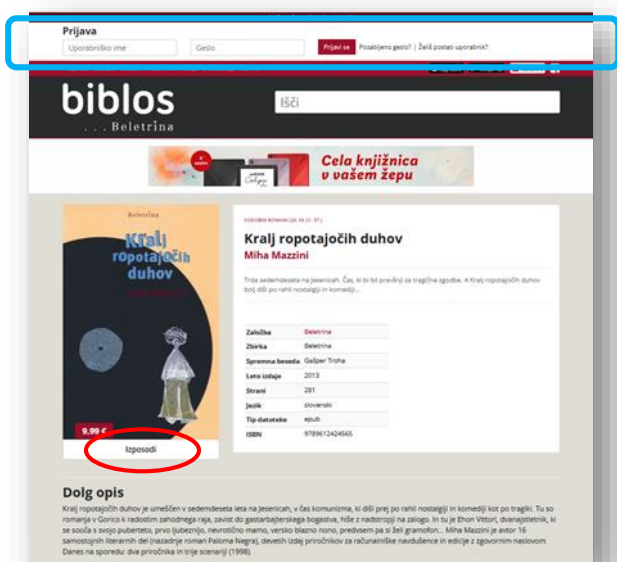 Prijava
Uporabniško ime
Geslo
Prijavi se Pozabljeno geslo? | Želiš postati uporabnik?
biblos
... Beletrina
Išči
Cela knjižnica
v vašem žepu
Beletrina
Kralj
ropotajočih
duhov
9,99 €
Izposodi
Kralj ropotajočih duhov
Miha Mazzini
Trda sedemdeseta na Jesenicah. Čas, ki bi bil pravšnji za tragične zgodbe. A Kralj ropotajočih duhov
bolj diši po rahli nostalgiji in komediji...
Založba Beletrina
Zbirka Beletrina
Spremna beseda Gašper Troha
Leto izdaje 2013
Strani 281
Jezik slovenski
Tip datoteke epub
ISBN 9789612424565
Dolg opis
Kralj ropotajočih duhov je umeščen v sedemdeseta leta na Jesenicah, v čas komunizma, ki diši prej po rahli nostalgiji in komediji kot po tragiki. Tu so
romanja v Gorico k radostim zahodnega raja, zavist do gastarbajterskega bogastva, hiše z nadstropji na zalogo. In tu je Ehon Vittori, dvanajstletnik, ki
se sooča s svojo puberteto, prvo ljubeznijo, nevrotično mamo, versko blazno nono, predvsem pa si želi gramofon... Miha Mazzini je avtor 16
samostojnih literarnih del (nazadnje roman Paloma Negra), devetih izdaj priročnikov za računalniške navdušence in edicije z zgovornim naslovom
Danes na sporedu: dva priročnika in trije scenariji (1998).